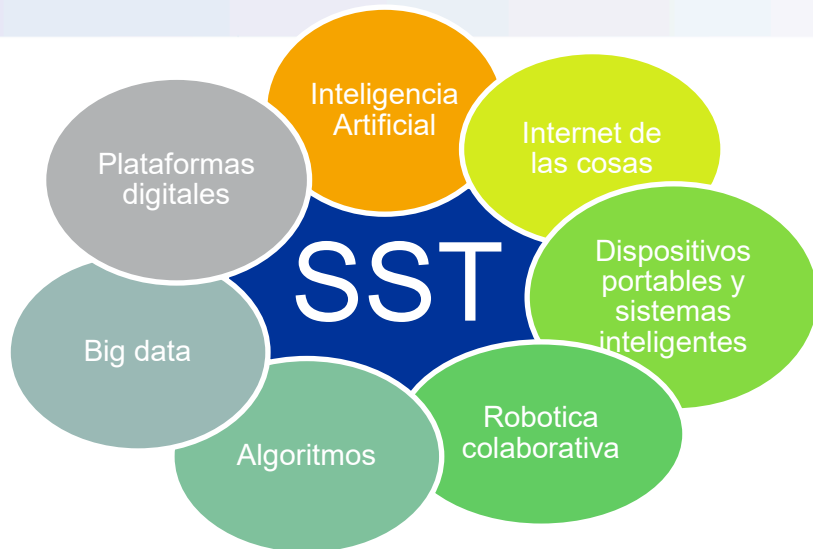 Inteligencia
Artificial
Internet de
las cosas
Dispositivos
portables y
sistemas
inteligentes
Robotica
colaborativa
Algoritmos
Big data
Plataformas
digitales
SST